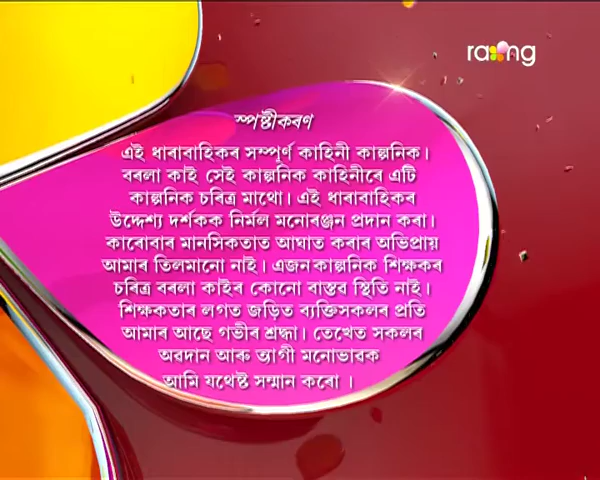 rang
স্পষ্টীকৰণ
এই ধাৰাবাহিকৰ সম্পূৰ্ণ কাহিনী কাল্পনিক।
বৰলা কাই সেই কাল্পনিক কাহিনীৰে এটি
কাল্পনিক চৰিত্ৰ মাথো। এই ধাৰাবাহিকৰ
উদ্দেশ্য দৰ্শকক নিৰ্মল মনোৰঞ্জন প্ৰদান কৰা।
কাৰোবাৰ মানসিকতাত আঘাত কৰাৰ অভিপ্ৰায়
আমাৰ তিলমানো নাই। এজন কাল্পনিক শিক্ষকৰ
চৰিত্ৰ বৰলা কাইৰ কোনো বাস্তৱ স্থিতি নাই।
শিক্ষকতাৰ লগত জড়িত ব্যক্তিসকলৰ প্ৰতি
আমাৰ আছে গভীৰ শ্ৰদ্ধা। তেখেত সকলৰ
অৱদান আৰু ত্যাগী মনোভাৱক
আমি যথেষ্ট সন্মান কৰো ।